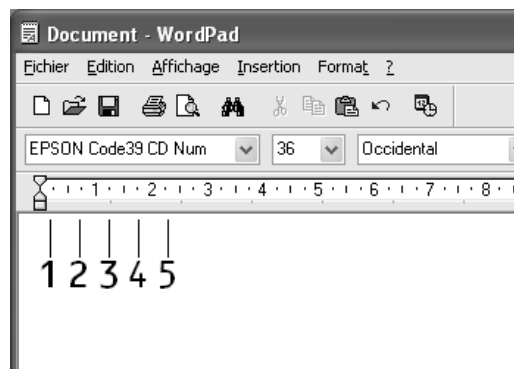 Document - WordPad
Fichier Edition Affichage Insertion Format ?
EPSON Code39 CD Num 36 Occidental
1 2 3 4 5 6 7 8
1 2 3 4 5